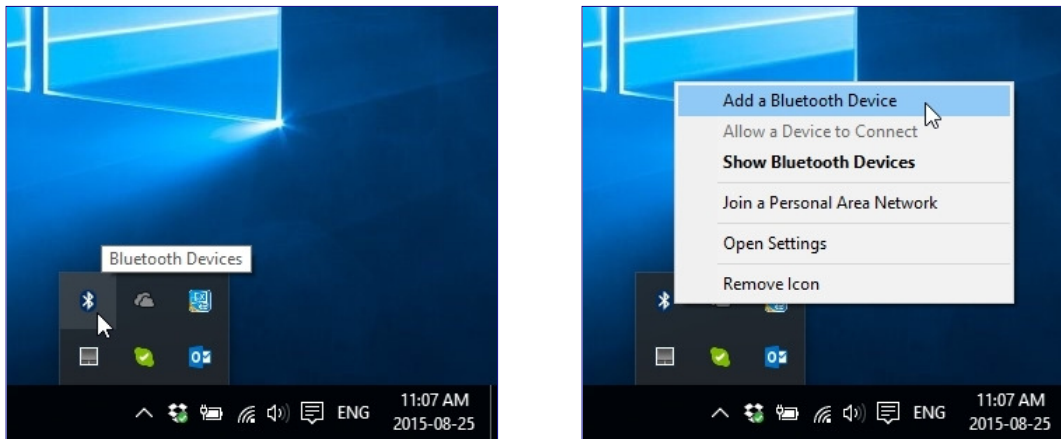 Bluetooth Devices
ENG
11:07 AM
2015-08-25
Add a Bluetooth Device
Allow a Device to Connect
Show Bluetooth Devices
Join a Personal Area Network
Open Settings
Remove Icon
ENG
11:07 AM
2015-08-25